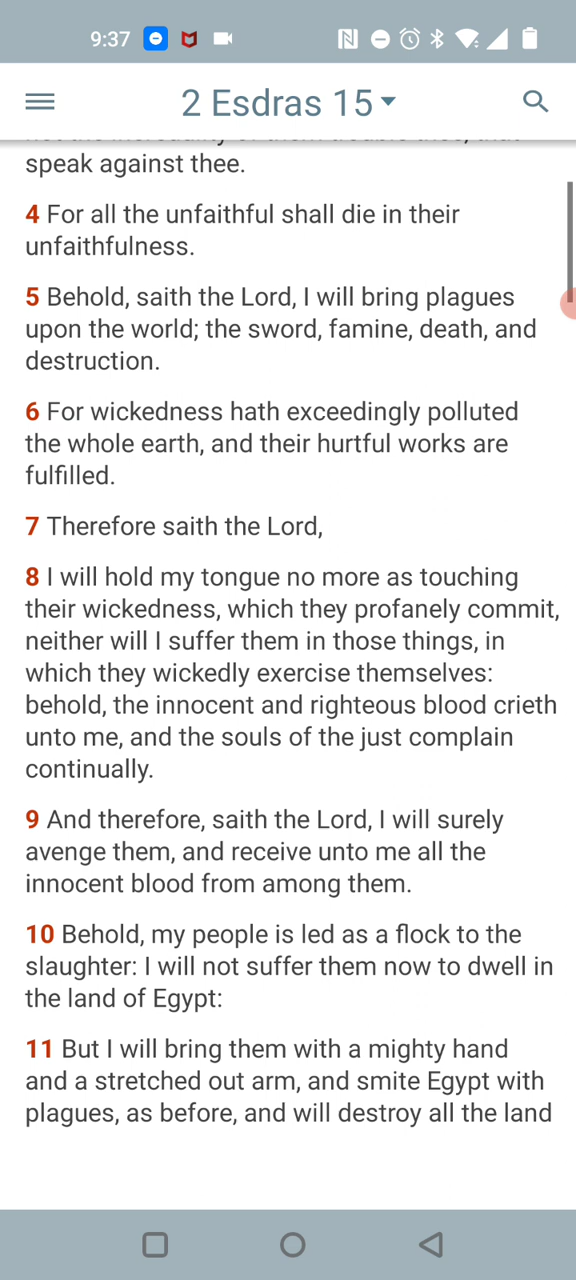 9:37
2 Esdras 15
speak against thee.
4 For all the unfaithful shall die in their
unfaithfulness.
5 Behold, saith the Lord, I will bring plagues
upon the world; the sword, famine, death, and
destruction.
6 For wickedness hath exceedingly polluted
the whole earth, and their hurtful works are
fulfilled.
7 Therefore saith the Lord,
8 I will hold my tongue no more as touching
their wickedness, which they profanely commit,
neither will I suffer them in those things, in
which they wickedly exercise themselves:
behold, the innocent and righteous blood crieth
unto me, and the souls of the just complain
continually.
9 And therefore, saith the Lord, I will surely
avenge them, and receive unto me all the
innocent blood from among them.
10 Behold, my people is led as a flock to the
slaughter: I will not suffer them now to dwell in
the land of Egypt:
11 But I will bring them with a mighty hand
and a stretched out arm, and smite Egypt with
plagues, as before, and will destroy all the land